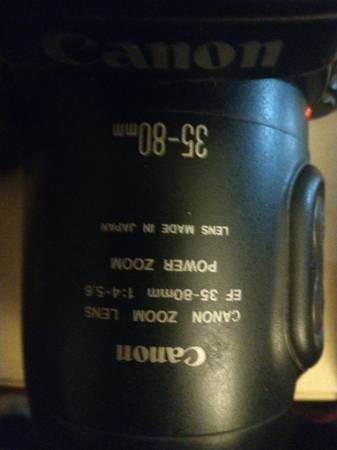 Canon
Canon
CANON ZOOM LENS
EF 35-80mm 1:4-5.6
POWER ZOOM
LENS MADE IN JAPAN
35-80mm